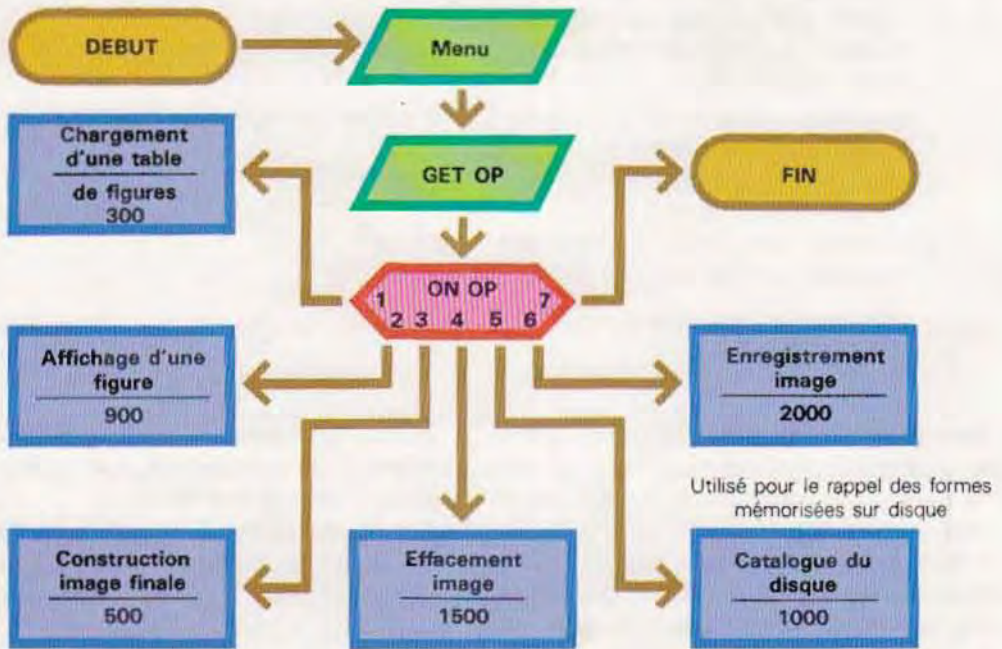 DEBUT
Menu
Chargement
d'une table
de figures
300
GET OP
FIN
ON OP
1 2 3 4 5 6 7
Affichage d'une
figure
900
Enregistrement
image
2000
Utilisé pour le rappel des formes
mémorisées sur disque
Construction
image finale
500
Effacement
image
1500
Catalogue du
disque
1000